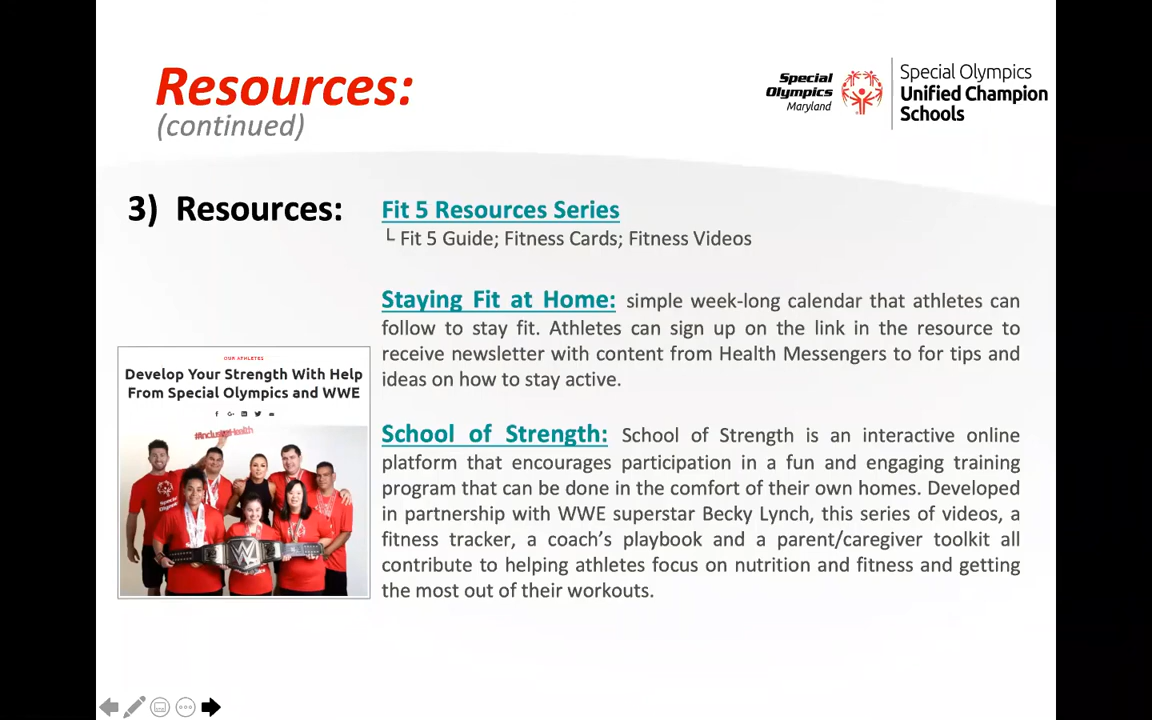 Resources:
(continued)
Special
Olympics
Maryland
Special Olympics
Unified Champion
Schools
3) Resources:
Fit 5 Resources Series
└ Fit 5 Guide; Fitness Cards; Fitness Videos
Staying Fit at Home: simple week-long calendar that athletes can
follow to stay fit. Athletes can sign up on the link in the resource to
receive newsletter with content from Health Messengers to for tips and
ideas on how to stay active.
OUR ATHLETES
Develop Your Strength With Help
From Special Olympics and WWE
#InclusiveHealth
School of Strength: School of Strength is an interactive online
platform that encourages participation in a fun and engaging training
program that can be done in the comfort of their own homes. Developed
in partnership with WWE superstar Becky Lynch, this series of videos, a
fitness tracker, a coach's playbook and a parent/caregiver toolkit all
contribute to helping athletes focus on nutrition and fitness and getting
the most out of their workouts.